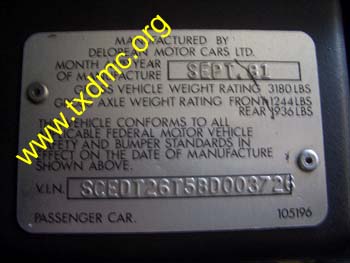 MANUFACTURED BY
DELOREAN MOTOR CARS LTD.
MONTH AND YEAR
OF MANUFACTURE SEPT. 81
GROSS VEHICLE WEIGHT RATING 3180 LBS
GROSS AXLE WEIGHT RATING FRONT 1244 LBS
REAR 1936 LBS
THIS VEHICLE CONFORMS TO ALL
APPLICABLE FEDERAL MOTOR VEHICLE
SAFETY AND BUMPER STANDARDS IN
EFFECT ON THE DATE OF MANUFACTURE
SHOWN ABOVE.
V.I.N.
PASSENGER CAR. 105196
www.txdmc.org